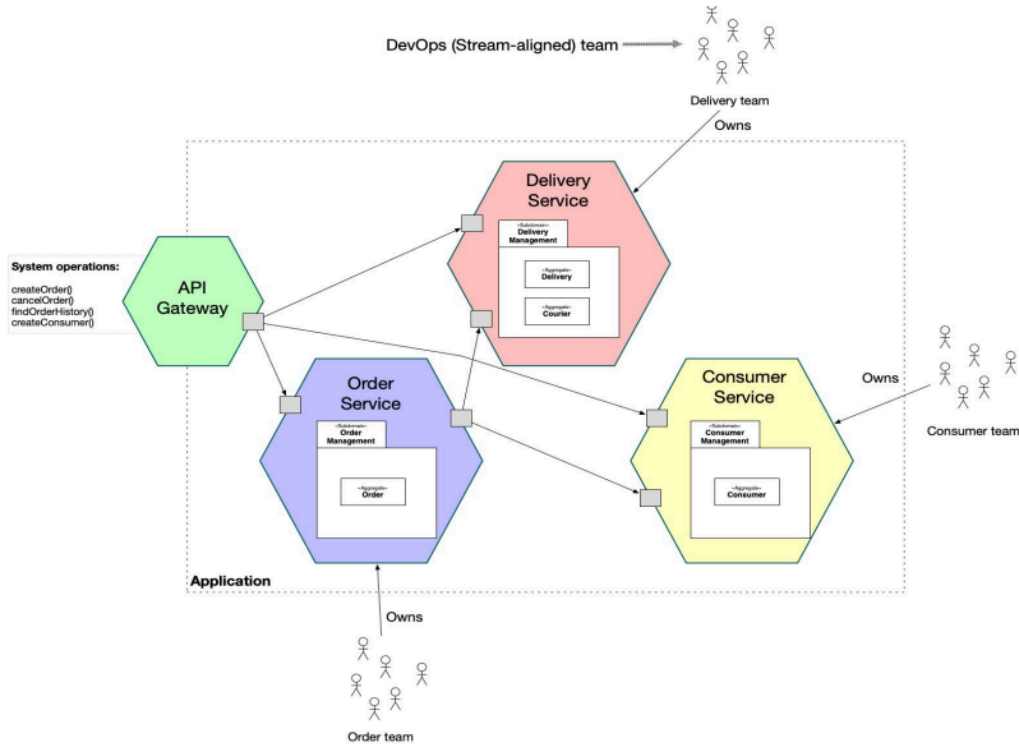 DevOps (Stream-aligned) team
Delivery team
Owns
Delivery
Service
«Subdomain»
Delivery
Management
«Aggregate»
Delivery
«Aggregate»
Courier
System operations:
createOrder()
cancelOrder()
findOrderHistory()
createConsumer()
API
Gateway
Order
Service
«Subdomain»
Order
Management
«Aggregate»
Order
Consumer
Service
«Subdomain»
Consumer
Management
«Aggregate»
Consumer
Owns
Consumer team
Application
Owns
Order team